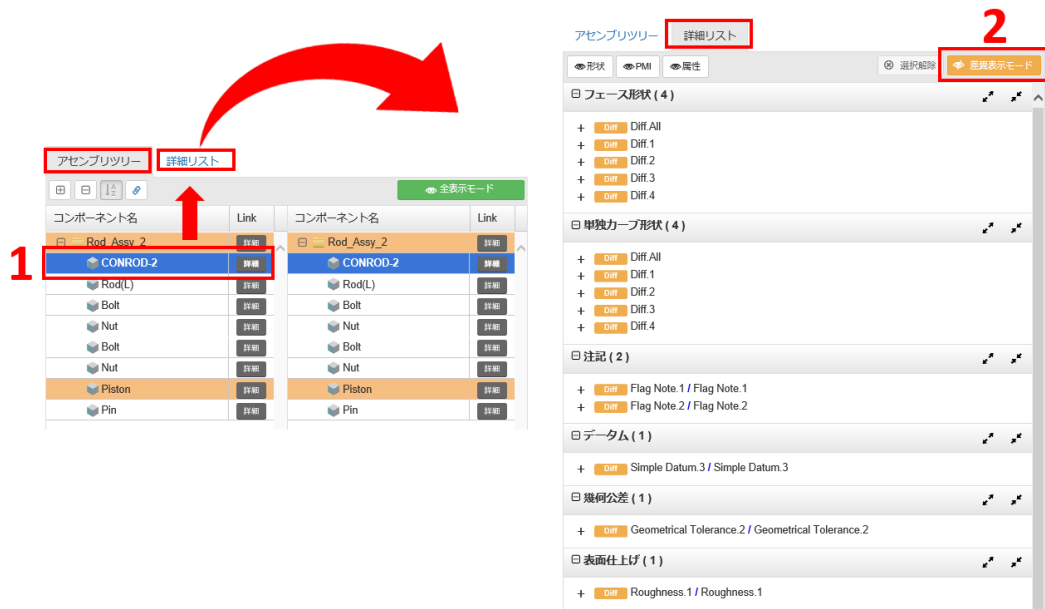 アセンブリツリー 詳細リスト
全表示モード
コンポーネント名 Link コンポーネント名 Link
Rod_Assy_2 詳細 Rod_Assy_2 詳細
1
CONROD-2 詳細 CONROD-2 詳細
Rod(L) 詳細 Rod(L) 詳細
Bolt 詳細 Bolt 詳細
Nut 詳細 Nut 詳細
Bolt 詳細 Bolt 詳細
Nut 詳細 Nut 詳細
Piston 詳細 Piston 詳細
Pin 詳細 Pin 詳細
2
アセンブリツリー 詳細リスト
形状 PMI 属性 選択解除 差異表示モード
フェース形状 ( 4 )
+ Diff Diff.All
+ Diff Diff.1
+ Diff Diff.2
+ Diff Diff.3
+ Diff Diff.4
単独カーブ形状 ( 4 )
+ Diff Diff.All
+ Diff Diff.1
+ Diff Diff.2
+ Diff Diff.3
+ Diff Diff.4
注記 ( 2 )
+ Diff Flag Note.1 / Flag Note.1
+ Diff Flag Note.2 / Flag Note.2
データム ( 1 )
+ Diff Simple Datum.3 / Simple Datum.3
幾何公差 ( 1 )
+ Diff Geometrical Tolerance.2 / Geometrical Tolerance.2
表面仕上げ ( 1 )
+ Diff Roughness.1 / Roughness.1